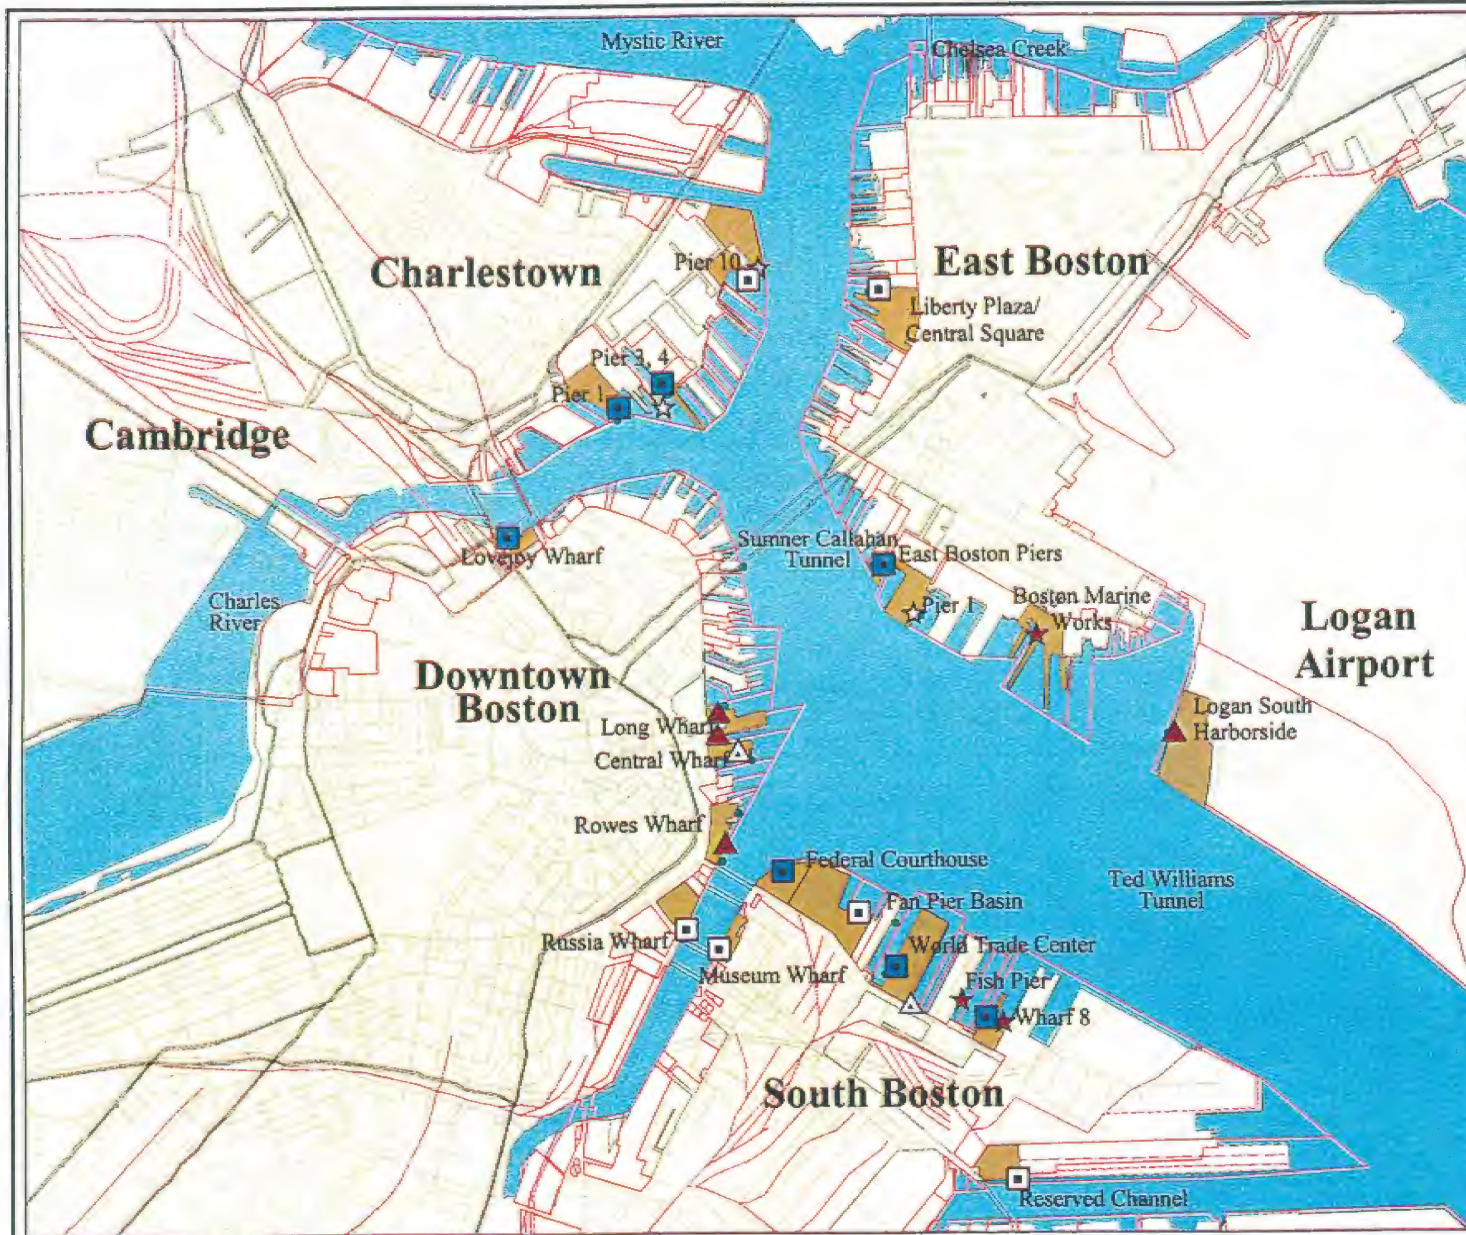 Mystic River
Chelsea Creek
Charlestown
Pier 10
East Boston
Liberty Plaza/
Central Square
Pier 3, 4
Pier 1
Cambridge
Lovejoy Wharf
Sumner Callahan
Tunnel
East Boston Piers
Pier 1
Boston Marine
Works
Charles
River
Logan
Airport
Downtown
Boston
Long Wharf
Central Wharf
Logan South
Harborside
Rowes Wharf
Federal Courthouse
Ted Williams
Tunnel
Fan Pier Basin
Russia Wharf
World Trade Center
Museum Wharf
Fish Pier
Wharf 8
South Boston
Reserved Channel